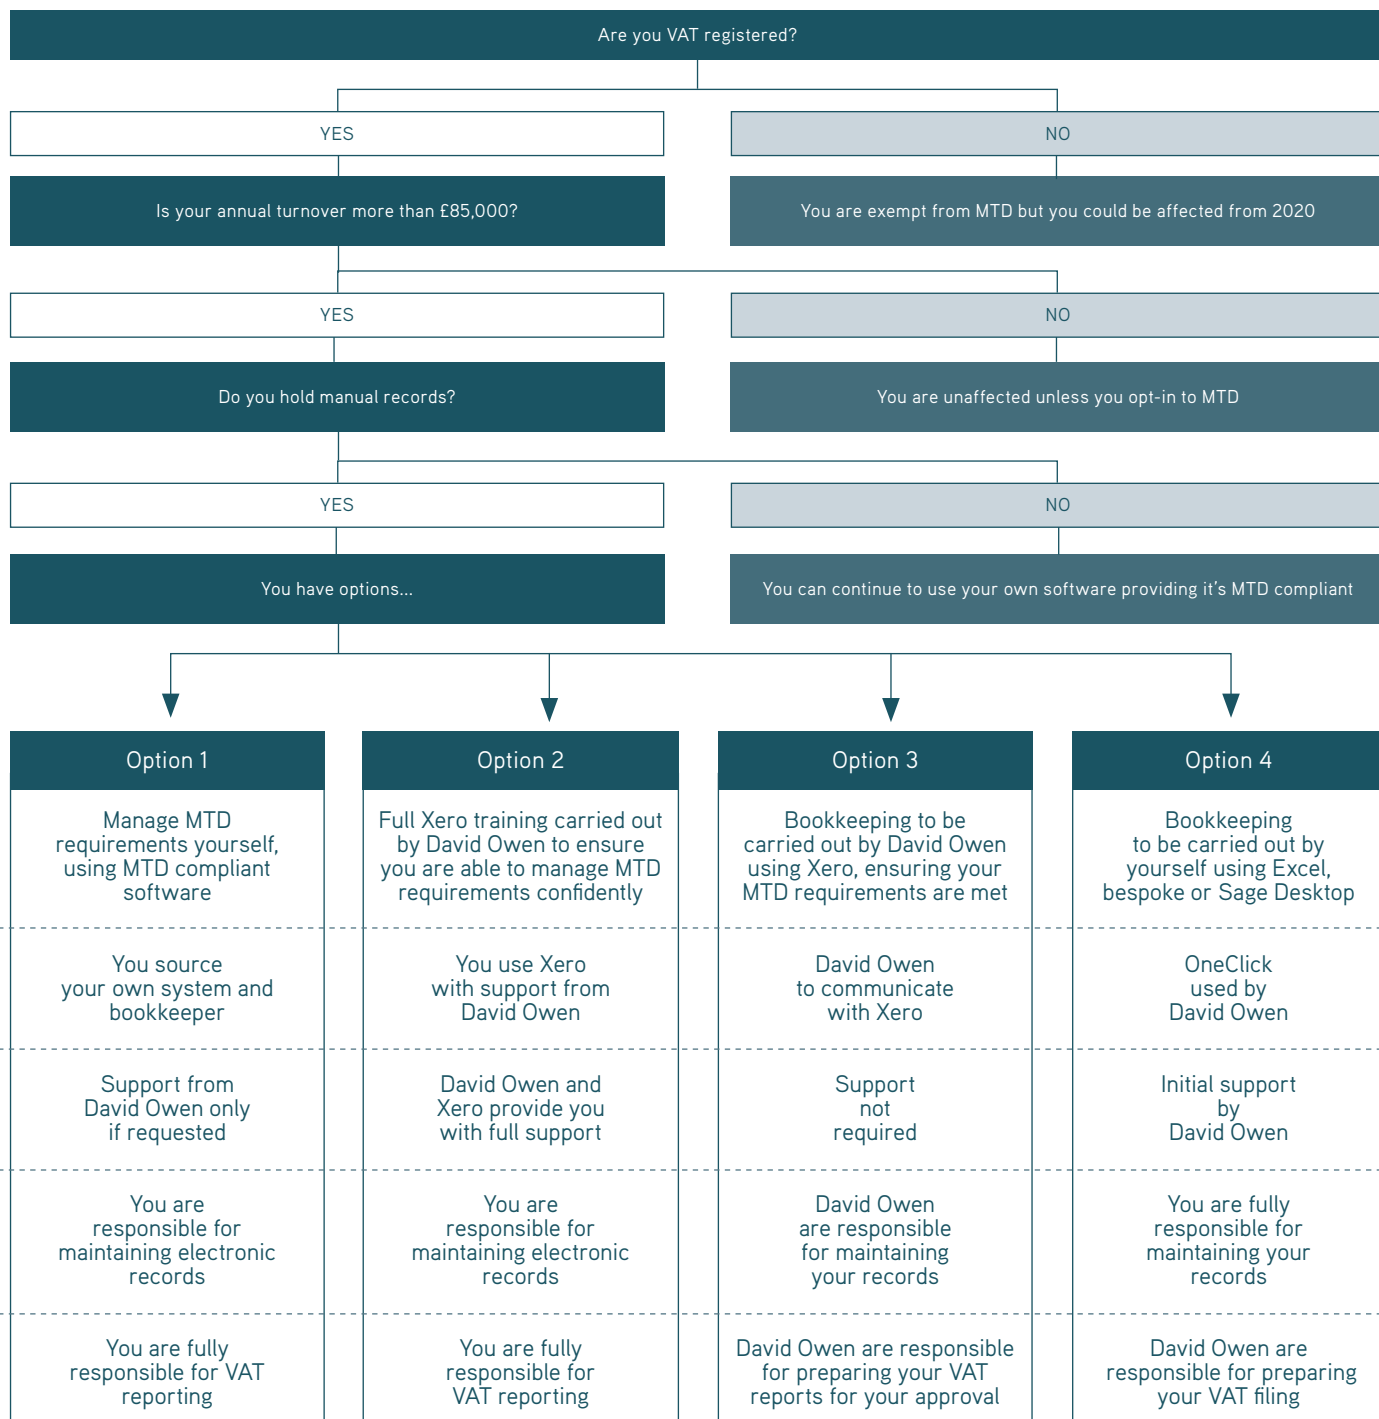 Are you VAT registered?
YES
NO
Is your annual turnover more than £85,000?
You are exempt from MTD but you could be affected from 2020
YES
NO
Do you hold manual records?
You are unaffected unless you opt-in to MTD
YES
NO
You have options...
You can continue to use your own software providing it's MTD compliant
Option 1
Manage MTD
requirements yourself,
using MTD compliant
software
You source
your own system and
bookkeeper
Support from
David Owen only
if requested
You are
responsible for
maintaining electronic
records
You are fully
responsible for VAT
reporting
Option 2
Full Xero training carried out
by David Owen to ensure
you are able to manage MTD
requirements confidently
You use Xero
with support from
David Owen
David Owen and
Xero provide you
with full support
You are
responsible for
maintaining electronic
records
You are fully
responsible for
VAT reporting
Option 3
Bookkeeping to be
carried out by David Owen
using Xero, ensuring your
MTD requirements are met
David Owen
to communicate
with Xero
Support
not
required
David Owen
are responsible
for maintaining
your records
David Owen are responsible
for preparing your VAT
reports for your approval
Option 4
Bookkeeping
to be carried out by
yourself using Excel,
bespoke or Sage Desktop
OneClick
used by
David Owen
Initial support
by
David Owen
You are fully
responsible for
maintaining your
records
David Owen are
responsible for preparing
your VAT filing